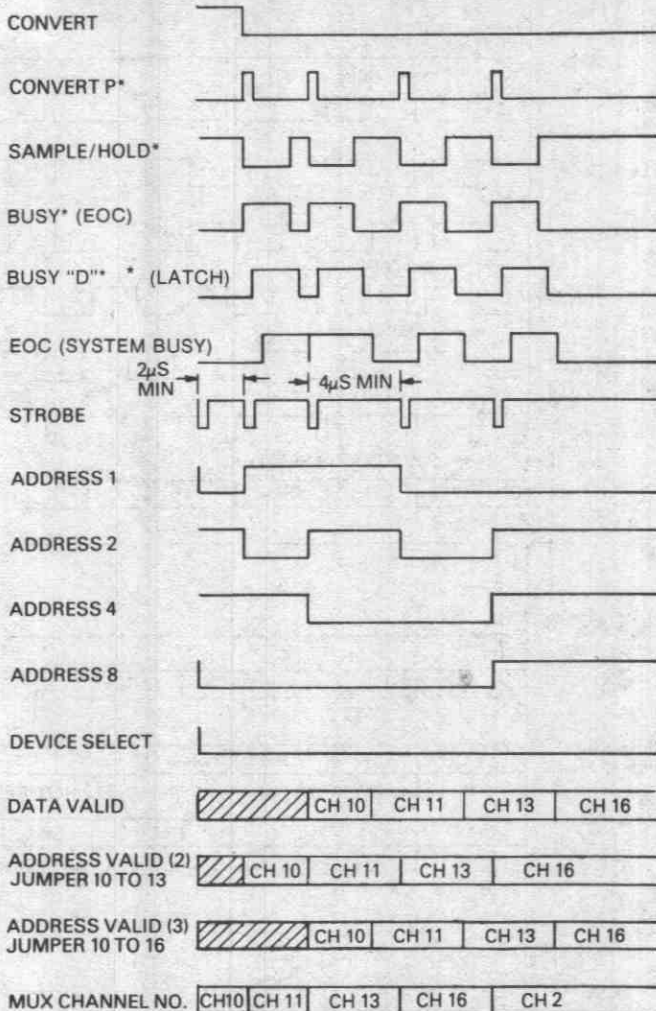 CONVERT
CONVERT P*
SAMPLE/HOLD*
BUSY* (EOC)
BUSY "D"* * (LATCH)
EOC (SYSTEM BUSY)
2µS MIN
4µS MIN
STROBE
ADDRESS 1
ADDRESS 2
ADDRESS 4
ADDRESS 8
DEVICE SELECT
DATA VALID CH 10 CH 11 CH 13 CH 16
ADDRESS VALID (2)
JUMPER 10 TO 13 CH 10 CH 11 CH 13 CH 16
ADDRESS VALID (3)
JUMPER 10 TO 16 CH 10 CH 11 CH 13 CH 16
MUX CHANNEL NO. CH10 CH 11 CH 13 CH 16 CH 2